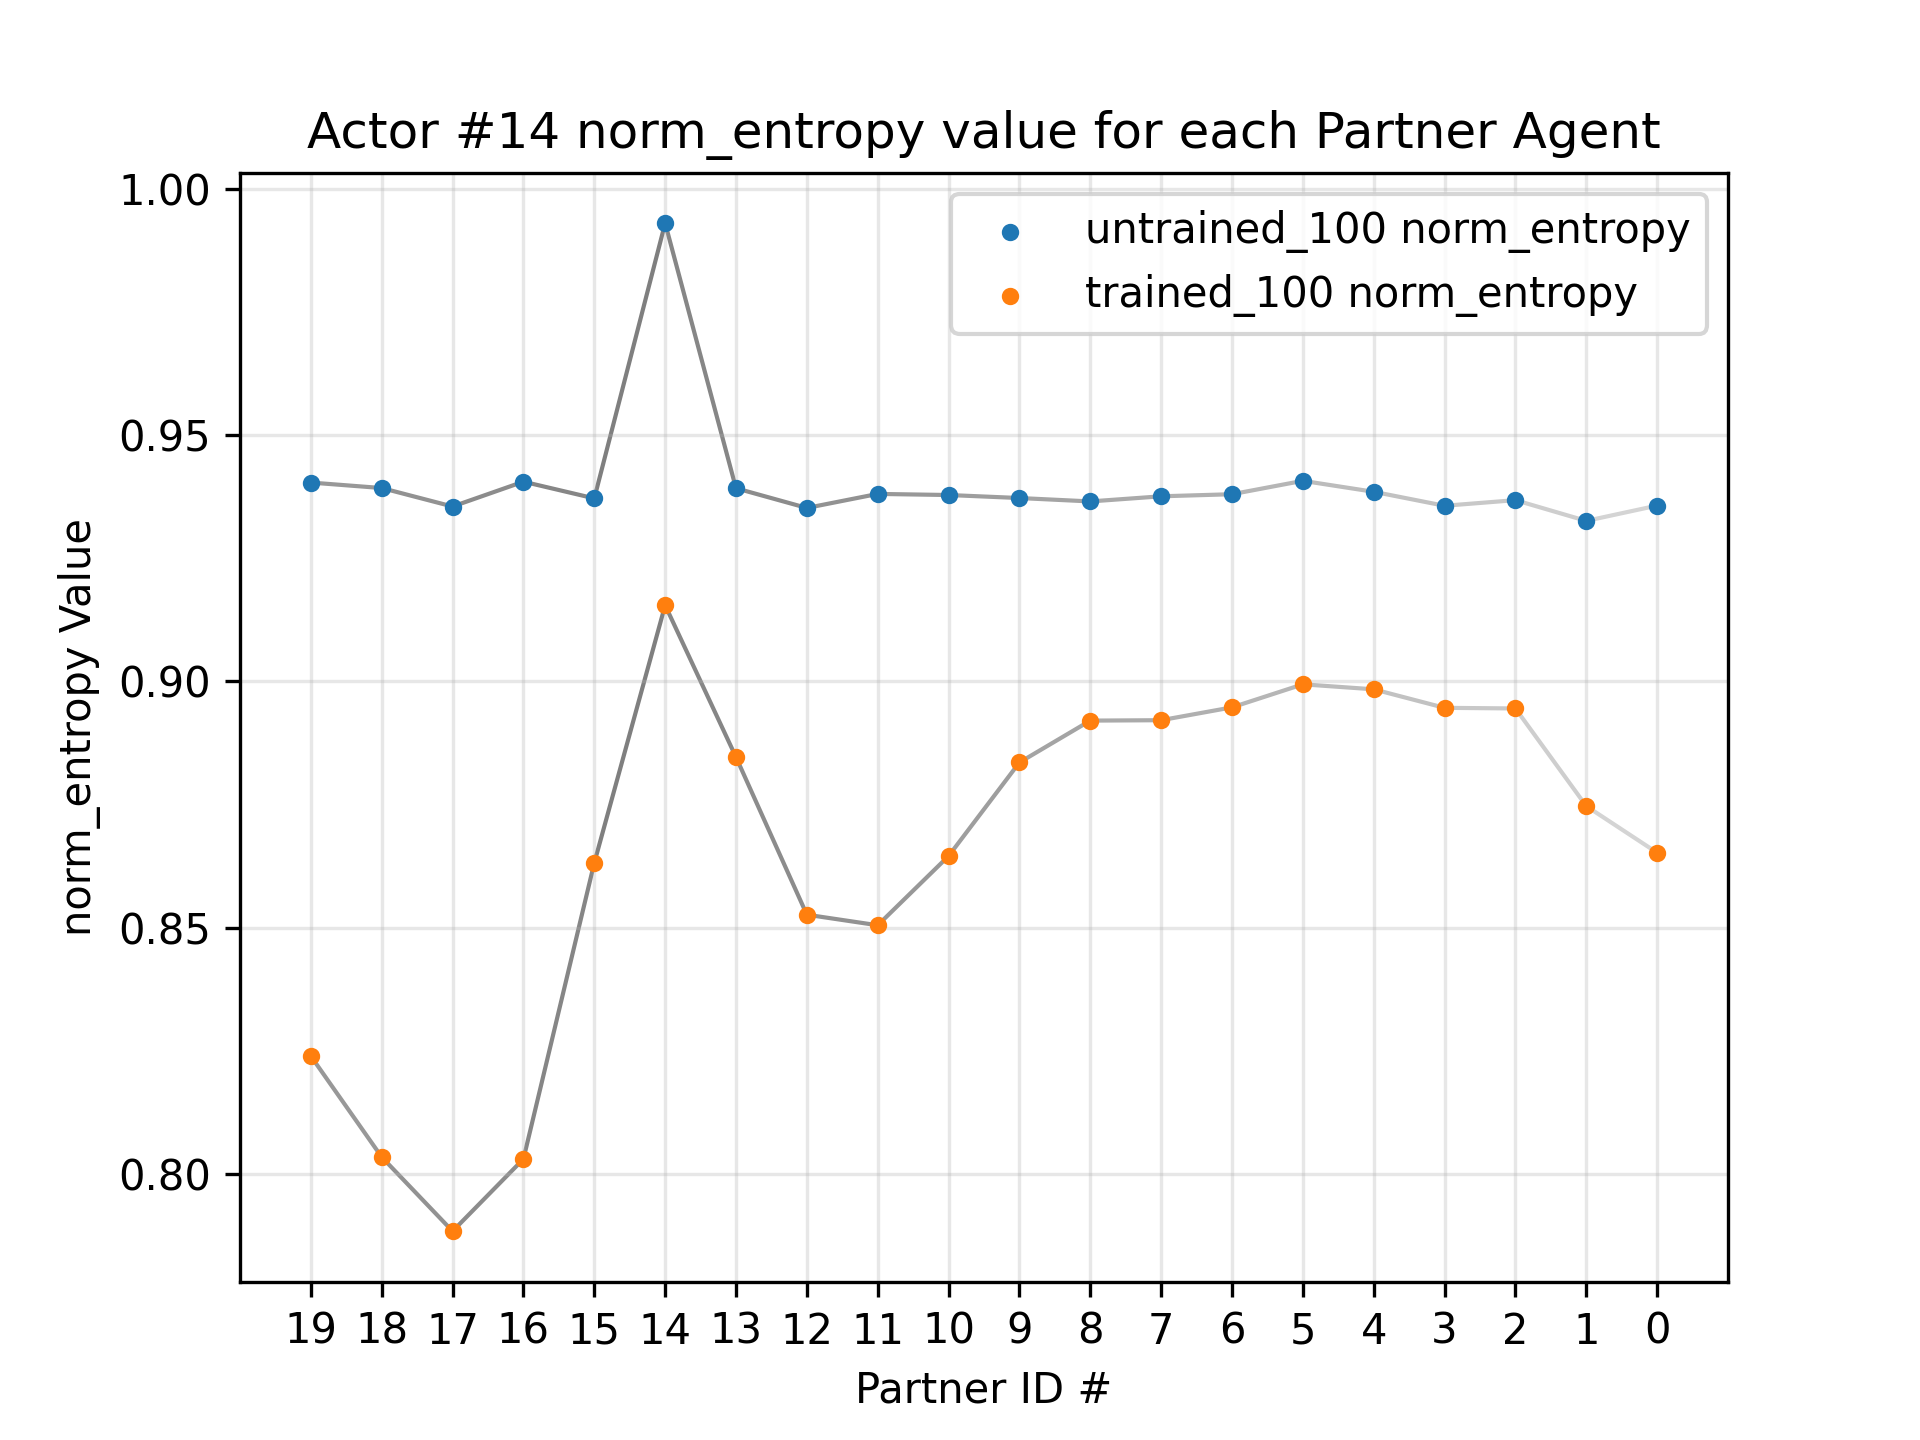 Actor #14 norm_entropy value for each Partner Agent
untrained_100 norm_entropy
trained_100 norm_entropy
norm_entropy Value
1.00
0.95
0.90
0.85
0.80
19 18 17 16 15 14 13 12 11 10 9 8 7 6 5 4 3 2 1 0
Partner ID #